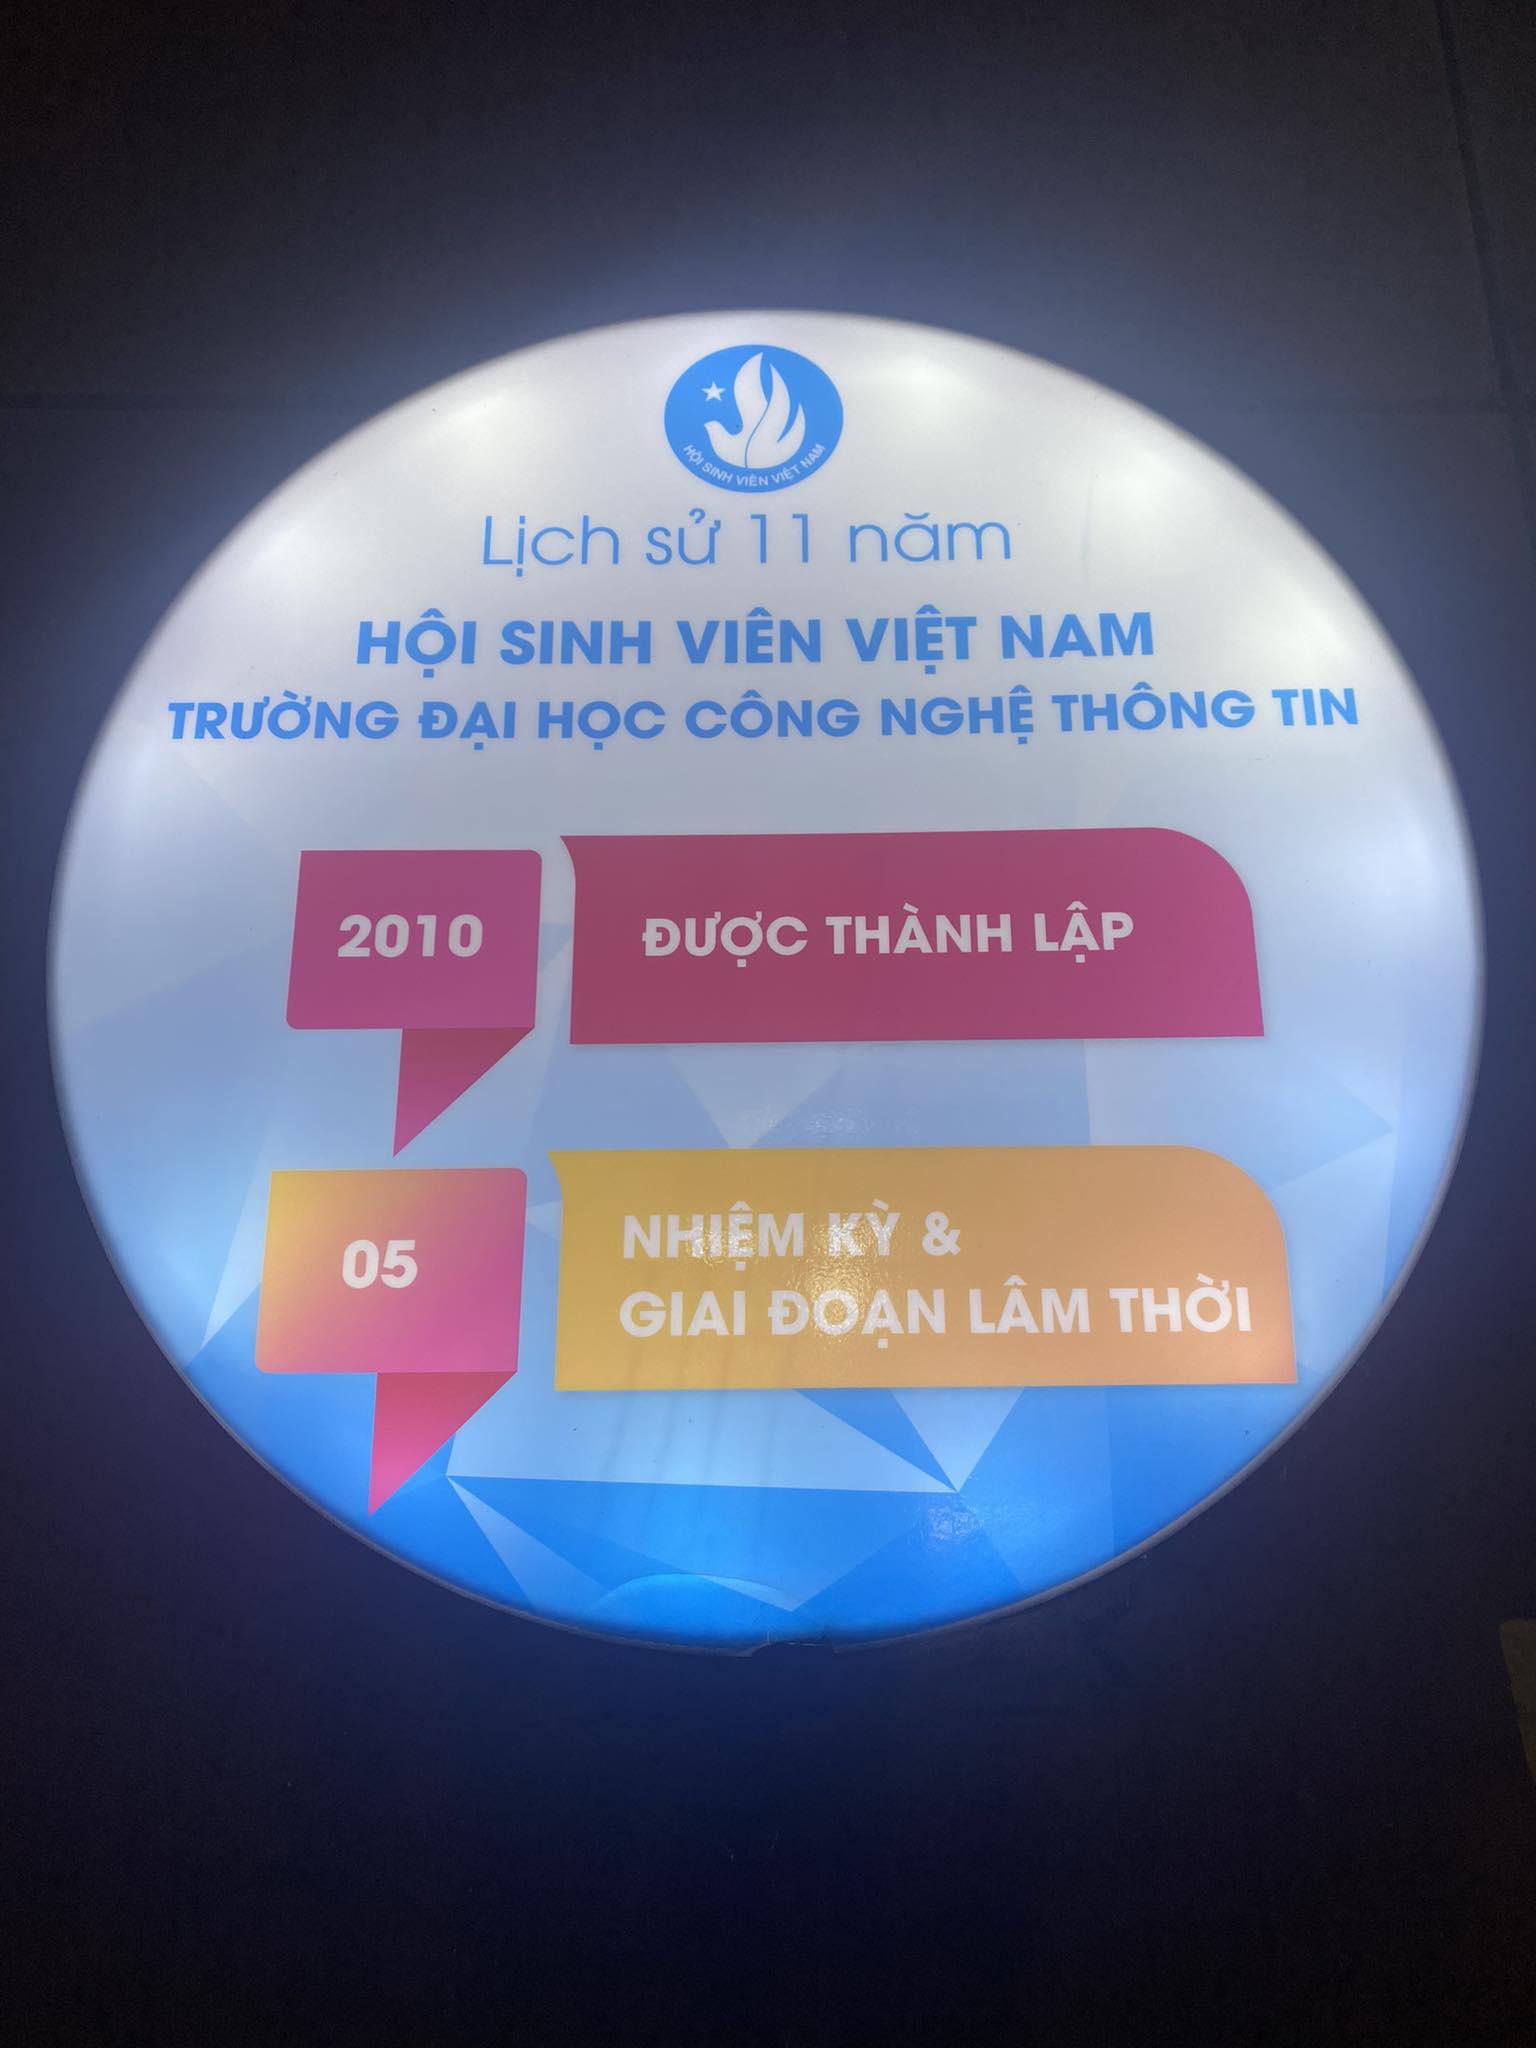 HỘI SINH VIÊN VIỆT NAM
Lịch sử 11 năm
HỘI SINH VIÊN VIỆT NAM
TRƯỜNG ĐẠI HỌC CÔNG NGHỆ THÔNG TIN
2010
ĐƯỢC THÀNH LẬP
05
NHIỆM KỲ &
GIAI ĐOẠN LÂM THỜI